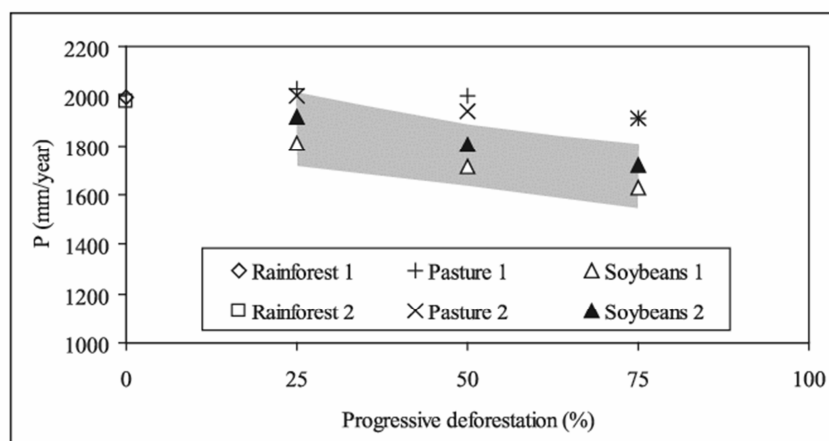 2200
2000
1800
1600
1400
1200
1000
P (mm/year)
Rainforest 1 Pasture 1 Soybeans 1
Rainforest 2 Pasture 2 Soybeans 2
0 25 50 75 100
Progressive deforestation (%)